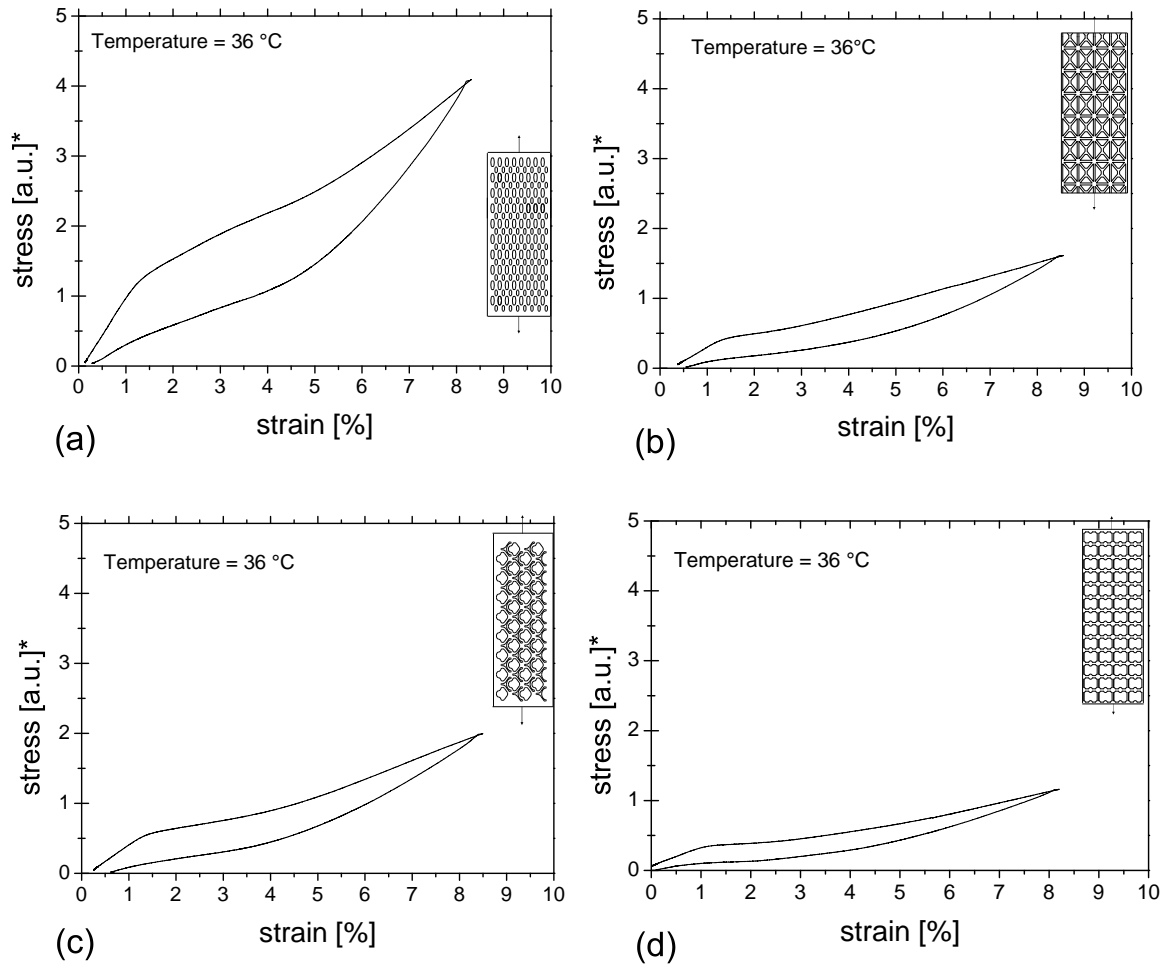 5
Temperature = 36 °C
4
3
2
1
0
stress [a.u.]*
0 1 2 3 4 5 6 7 8 9 10
strain [%]
(a)
5
Temperature = 36°C
4
3
2
1
0
stress [a.u.]*
0 1 2 3 4 5 6 7 8 9 10
strain [%]
(b)
5
Temperature = 36 °C
4
3
2
1
0
stress [a.u.]*
0 1 2 3 4 5 6 7 8 9 10
strain [%]
(c)
5
Temperature = 36 °C
4
3
2
1
0
stress [a.u.]*
0 1 2 3 4 5 6 7 8 9 10
strain [%]
(d)